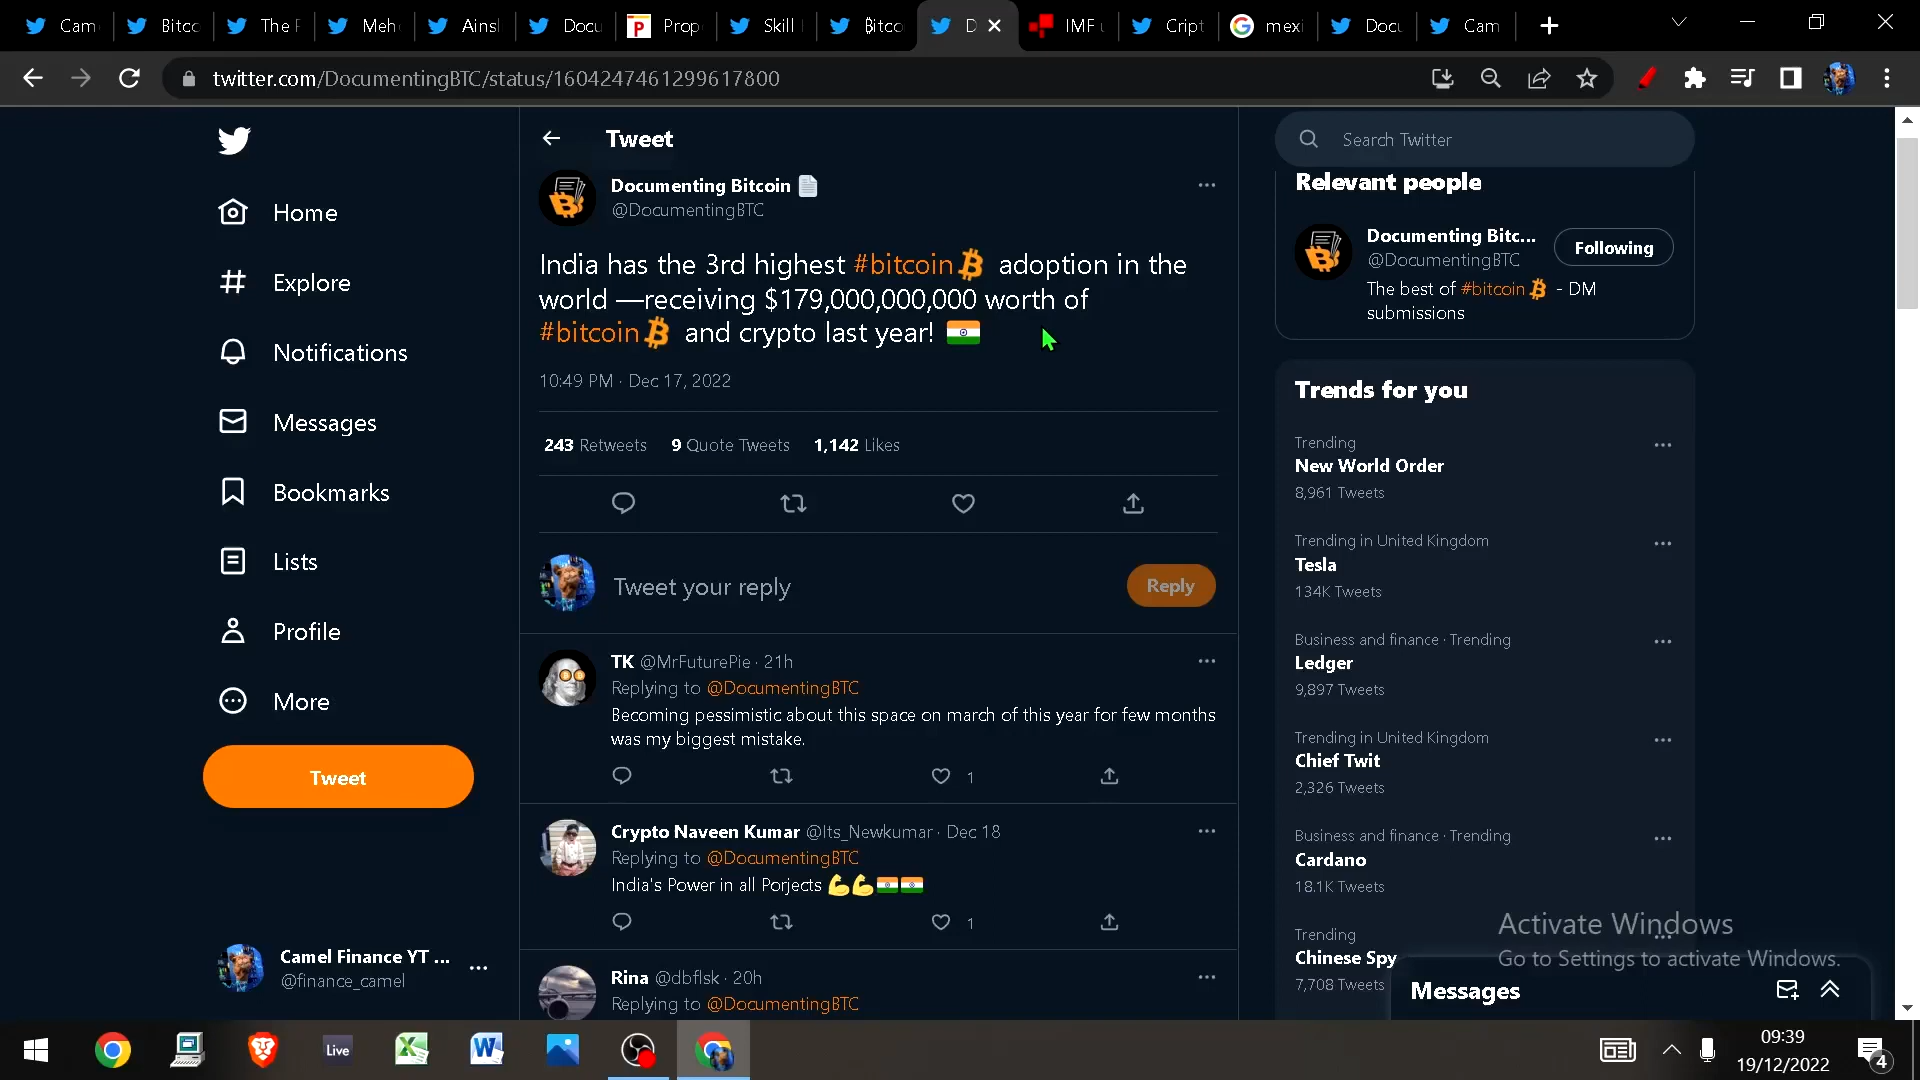 Cam
Bitco
The F
Meh
Ainsl
Docu
Prop
Skill
Bitco
D
IMF
Cript
mexi
Docu
Cam
twitter.com/DocumentingBTC/status/1604247461299617800
Home
Explore
Notifications
Messages
Bookmarks
Lists
Profile
More
Tweet
Camel Finance YT ...
@finance_camel
Tweet
Documenting Bitcoin
@DocumentingBTC
India has the 3rd highest #bitcoin adoption in the
world —receiving $179,000,000,000 worth of
#bitcoin and crypto last year!
10:49 PM · Dec 17, 2022
243 Retweets 9 Quote Tweets 1,142 Likes
Tweet your reply
Reply
TK @MrFuturePie · 21h
Replying to @DocumentingBTC
Becoming pessimistic about this space on march of this year for few months
was my biggest mistake.
1
Crypto Naveen Kumar @Its_Newkumar · Dec 18
Replying to @DocumentingBTC
India's Power in all Porjects
1
Rina @dbflsk · 20h
Replying to @DocumentingBTC
Search Twitter
Relevant people
Documenting Bitc...
@DocumentingBTC
Following
The best of #bitcoin - DM
submissions
Trends for you
Trending
New World Order
8,961 Tweets
Trending in United Kingdom
Tesla
134K Tweets
Business and finance · Trending
Ledger
9,897 Tweets
Trending in United Kingdom
Chief Twit
2,326 Tweets
Business and finance · Trending
Cardano
18.1K Tweets
Trending
Chinese Spy
7,708 Tweets
Activate Windows
Go to Settings to activate Windows.
Messages
Live
09:39
19/12/2022
4